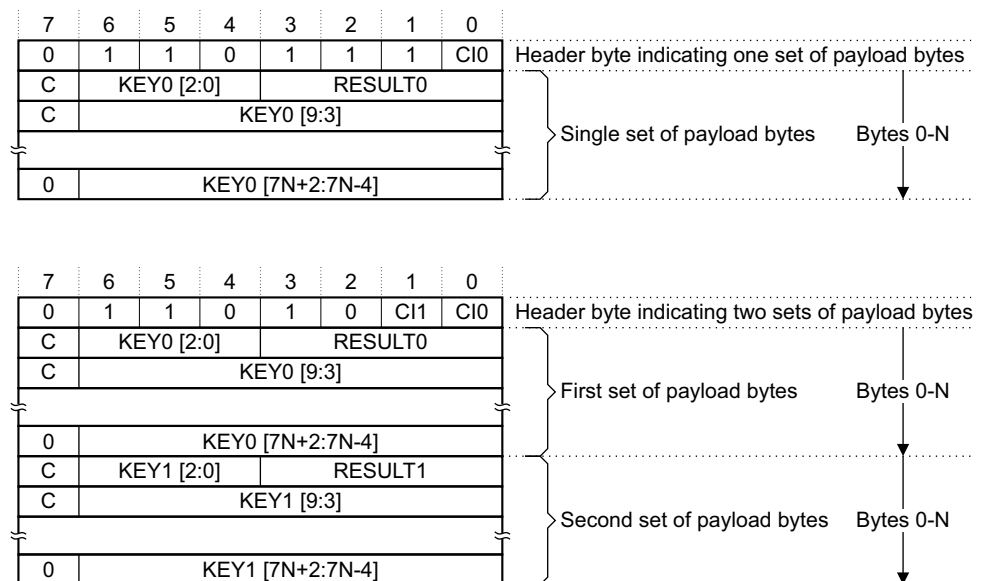 7 6 5 4 3 2 1 0
0 1 1 0 1 1 1 CI0 Header byte indicating one set of payload bytes
C KEY0 [2:0] RESULT0
C KEY0 [9:3]
Single set of payload bytes Bytes 0-N
0 KEY0 [7N+2:7N-4]
7 6 5 4 3 2 1 0
0 1 1 0 1 0 CI1 CI0 Header byte indicating two sets of payload bytes
C KEY0 [2:0] RESULT0
C KEY0 [9:3]
First set of payload bytes Bytes 0-N
0 KEY0 [7N+2:7N-4]
C KEY1 [2:0] RESULT1
C KEY1 [9:3]
Second set of payload bytes Bytes 0-N
0 KEY1 [7N+2:7N-4]